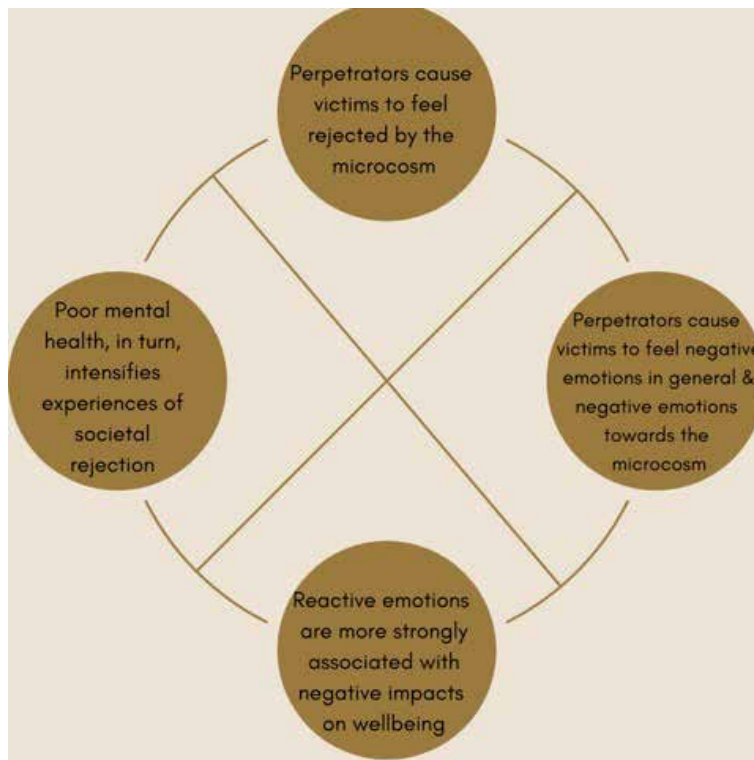 Perpetrators cause
victims to feel
rejected by the
microcosm
Poor mental
health, in turn,
intensifies
experiences of
societal
rejection
Perpetrators cause
victims to feel negative
emotions in general &
negative emotions
towards the
microcosm
Reactive emotions
are more strongly
associated with
negative impacts
on wellbeing